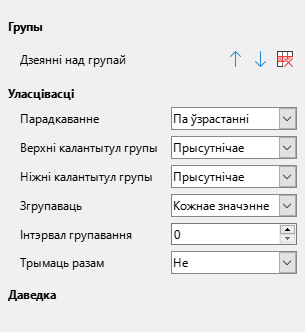 Групы
Дзеянні над групай
Уласцівасці
Парадкаванне
Па ўзрастанні
Верхні калантытул групы
Прысутнічае
Ніжні калантытул групы
Прысутнічае
Згрупаваць
Кожнае значэнне
Інтэрвал групавання
0
Трымаць разам
Не
Даведка